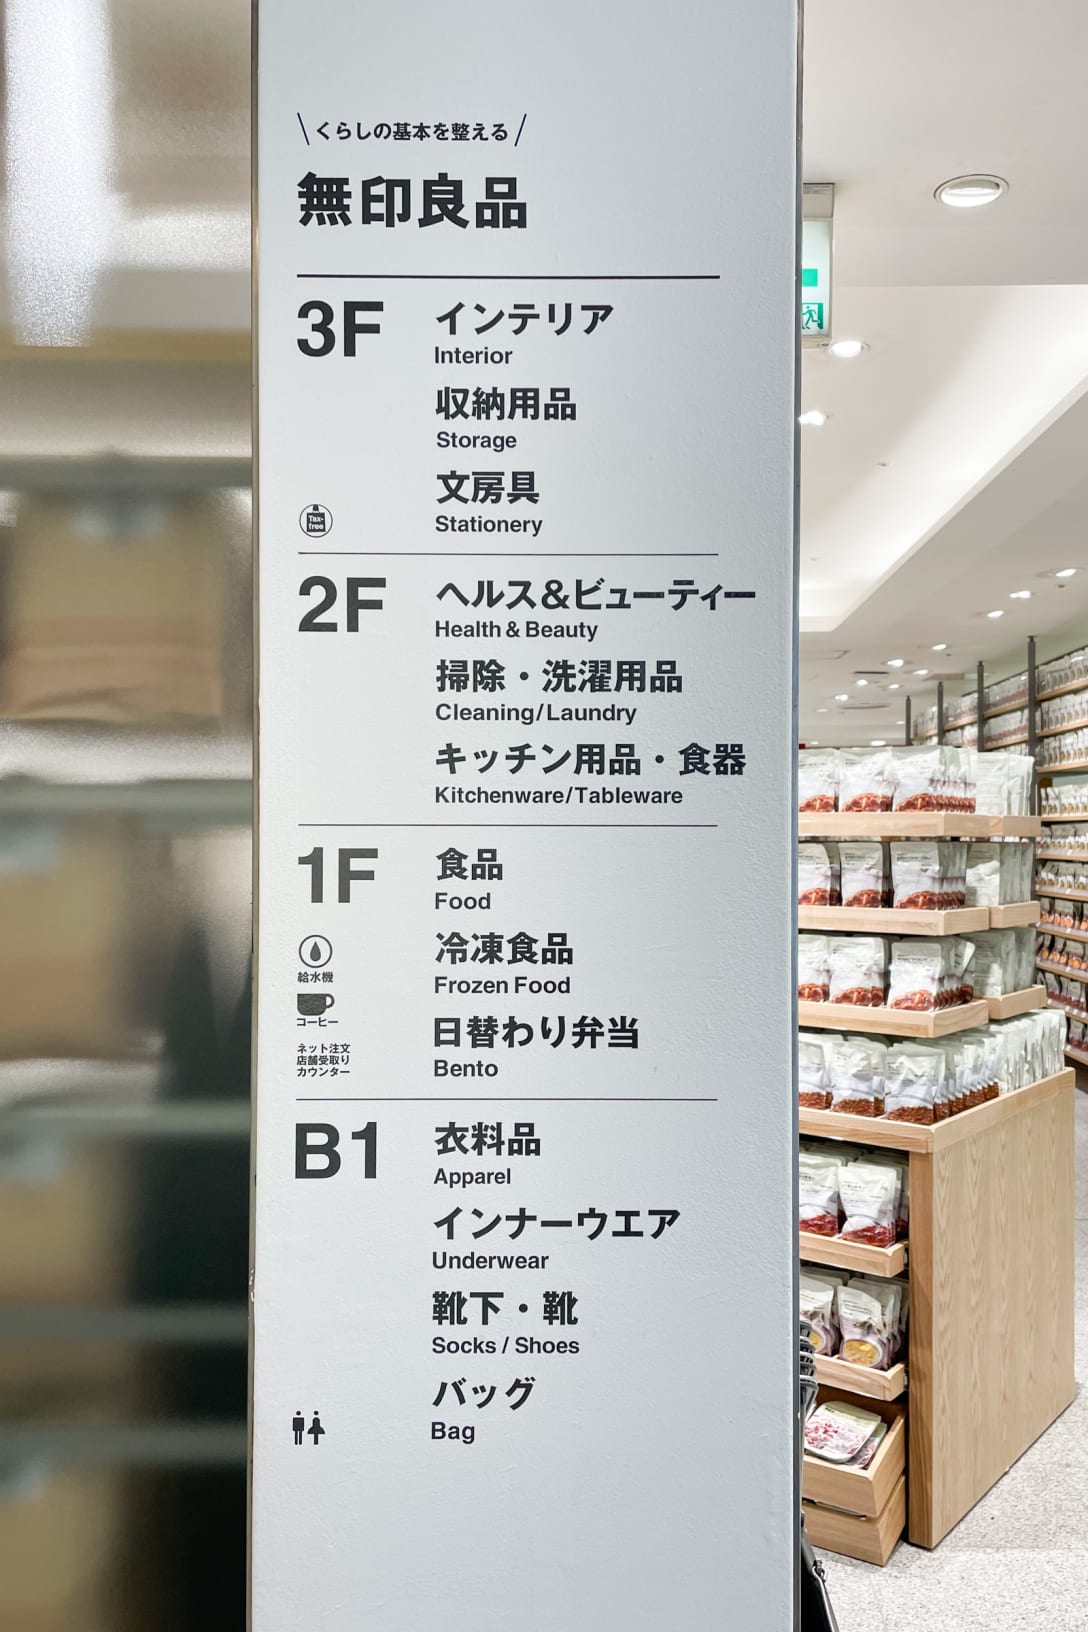 \ くらしの基本を整える /
無印良品
3F
インテリア
Interior
収納用品
Storage
文房具
Stationery
Tax-
free
2F
ヘルス&ビューティー
Health & Beauty
掃除・洗濯用品
Cleaning/Laundry
キッチン用品・食器
Kitchenware/Tableware
1F
食品
Food
冷凍食品
Frozen Food
日替わり弁当
Bento
給水機
コーヒー
ネット注文
店舗受取り
カウンター
B1
衣料品
Apparel
インナーウエア
Underwear
靴下・靴
Socks / Shoes
バッグ
Bag